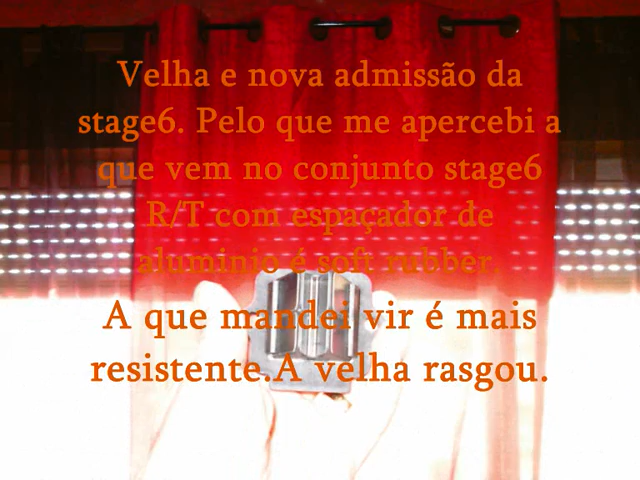 Velha e nova admissão da
stage6. Pelo que me apercebi a
que vem no conjunto stage6
R/T com espaçador de
aluminio é soft rubber.
A que mandei vir é mais
resistente.A velha rasgou.